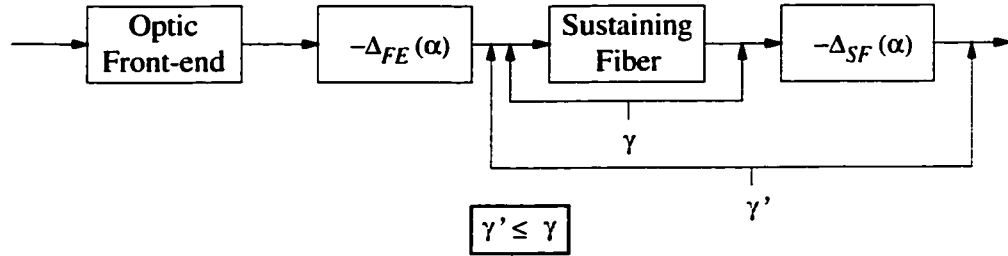 Optic
Front-end
-Δ_FE (α)
Sustaining
Fiber
-Δ_SF (α)
γ
γ'
γ' ≤ γ